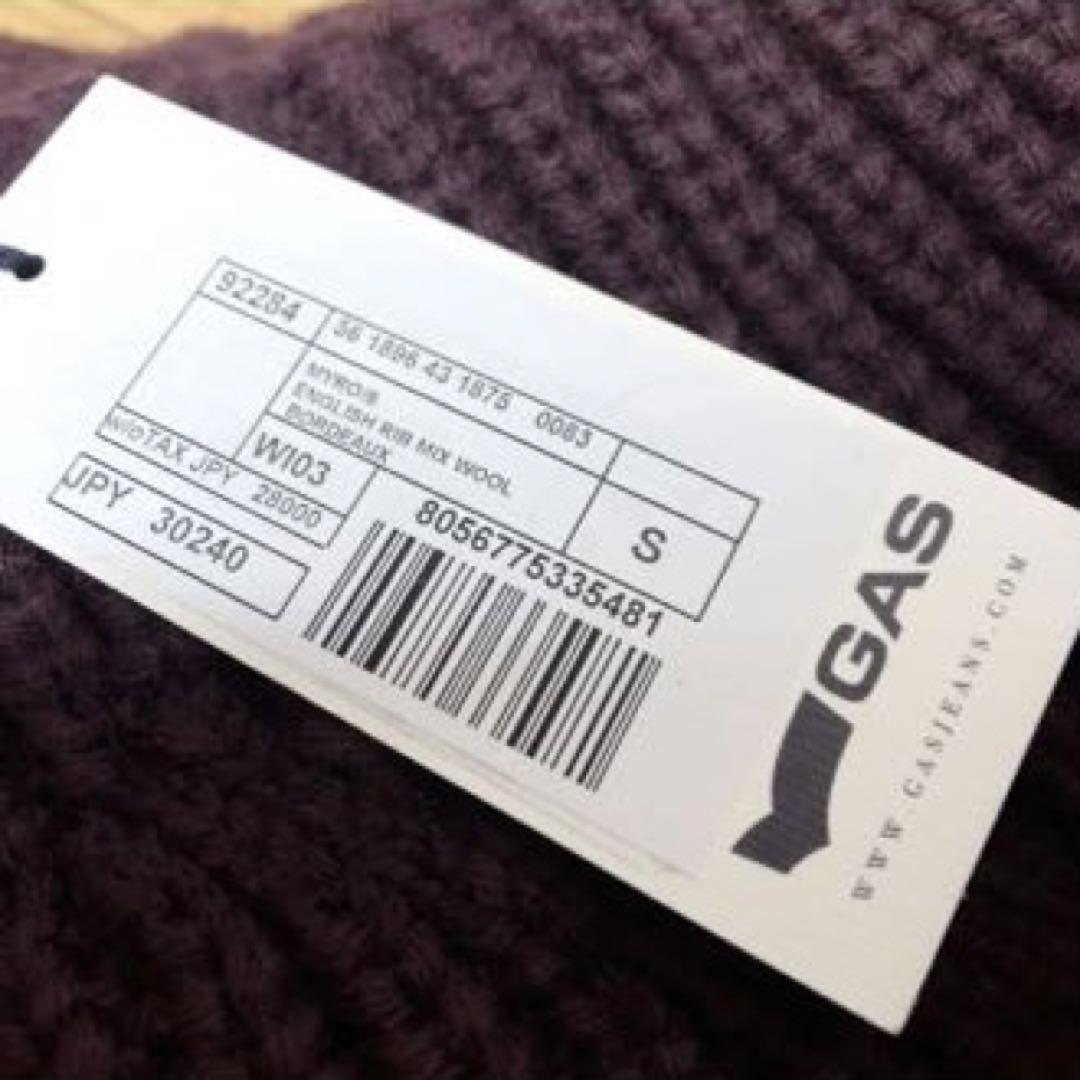 92284
56 1896 43 1875 0083
MYRO/S
ENGLISH RIB MIX WOOL
BORDEAUX
S
WI03
w/oTAX JPY 28000
JPY 30240
8056775335481
GAS
WWW.GASJEANS.COM